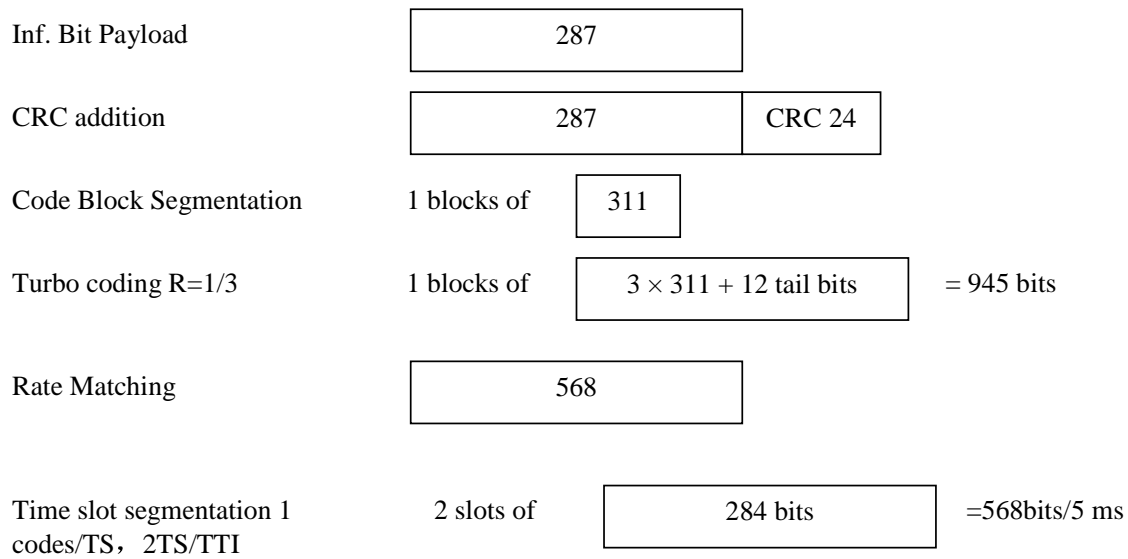 Inf. Bit Payload 287
CRC addition 287 CRC 24
Code Block Segmentation 1 blocks of 311
Turbo coding R=1/3 1 blocks of 3 × 311 + 12 tail bits = 945 bits
Rate Matching 568
Time slot segmentation 1 2 slots of 284 bits =568bits/5 ms
codes/TS，2TS/TTI